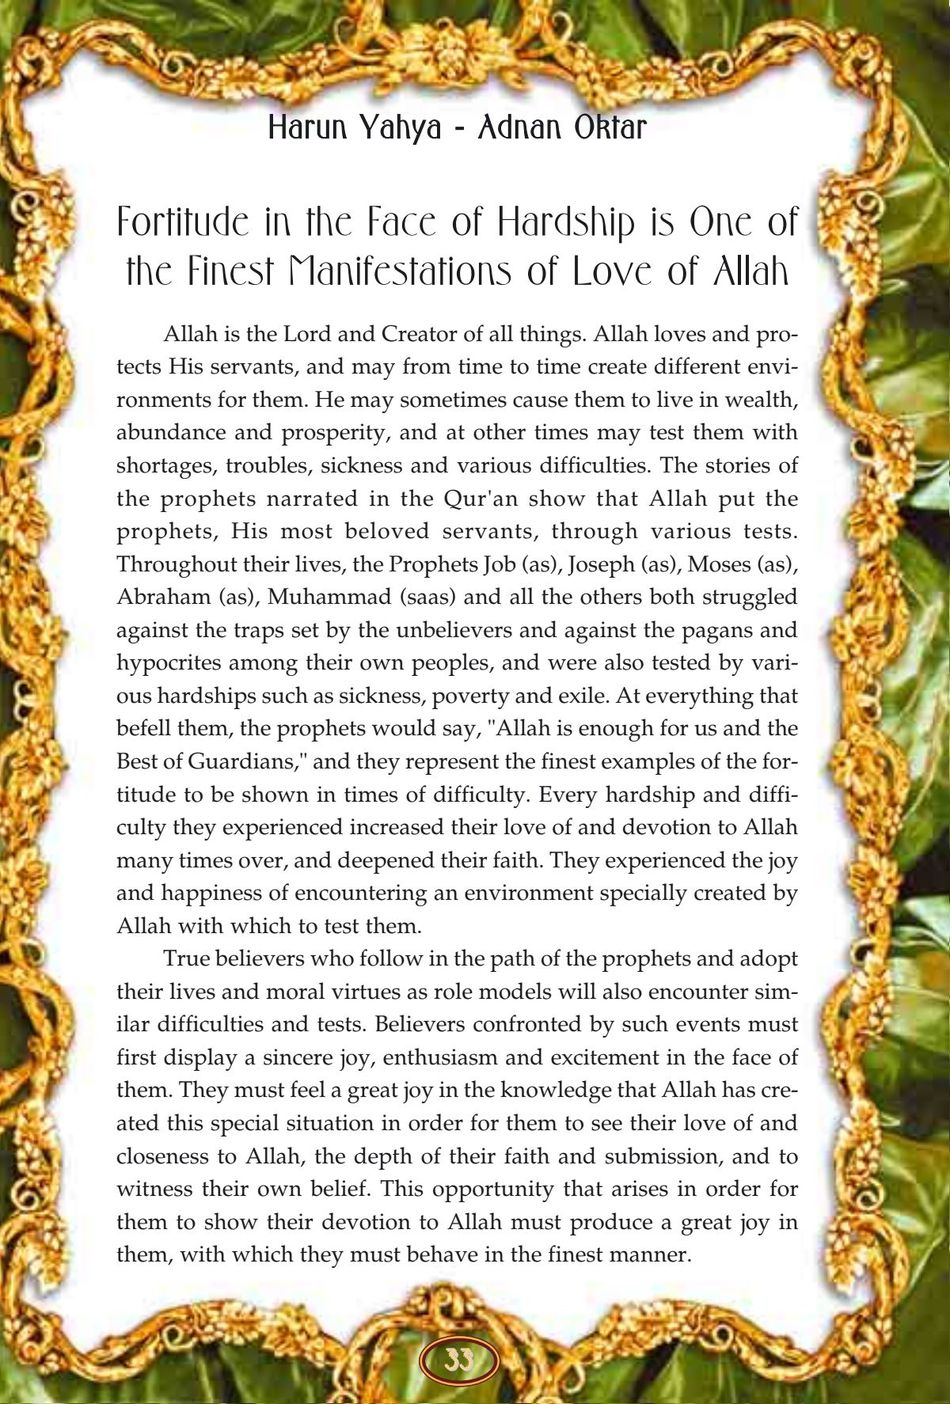 Harun Yahya - Adnan Oktar
Fortitude in the Face of Hardship is One of
the Finest Manifestations of Love of Allah
Allah is the Lord and Creator of all things. Allah loves and pro-
tects His servants, and may from time to time create different envi-
ronments for them. He may sometimes cause them to live in wealth,
abundance and prosperity, and at other times may test them with
shortages, troubles, sickness and various difficulties. The stories of
the prophets narrated in the Qur'an show that Allah put the
prophets, His most beloved servants, through various tests.
Throughout their lives, the Prophets Job (as), Joseph (as), Moses (as),
Abraham (as), Muhammad (saas) and all the others both struggled
against the traps set by the unbelievers and against the pagans and
hypocrites among their own peoples, and were also tested by vari-
ous hardships such as sickness, poverty and exile. At everything that
befell them, the prophets would say, "Allah is enough for us and the
Best of Guardians," and they represent the finest examples of the for-
titude to be shown in times of difficulty. Every hardship and diffi-
culty they experienced increased their love of and devotion to Allah
many times over, and deepened their faith. They experienced the joy
and happiness of encountering an environment specially created by
Allah with which to test them.
True believers who follow in the path of the prophets and adopt
their lives and moral virtues as role models will also encounter sim-
ilar difficulties and tests. Believers confronted by such events must
first display a sincere joy, enthusiasm and excitement in the face of
them. They must feel a great joy in the knowledge that Allah has cre-
ated this special situation in order for them to see their love of and
closeness to Allah, the depth of their faith and submission, and to
witness their own belief. This opportunity that arises in order for
them to show their devotion to Allah must produce a great joy in
them, with which they must behave in the finest manner.
33